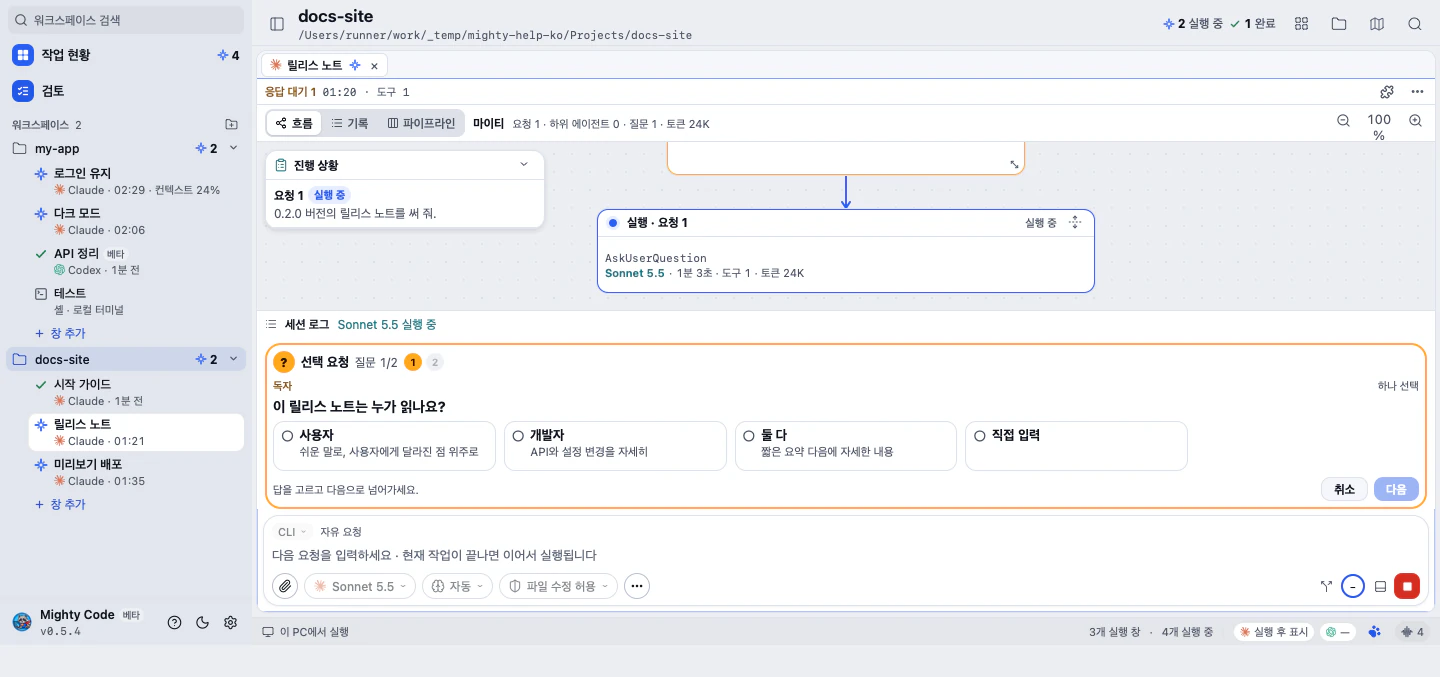 워크스페이스 검색
작업 현황 4
검토
워크스페이스 2
my-app 2
로그인 유지
Claude · 02:29 · 컨텍스트 24%
다크 모드
Claude · 02:06
API 정리 베타
Codex · 1분 전
테스트
셸 · 로컬 터미널
+ 창 추가
docs-site 2
시작 가이드
Claude · 1분 전
릴리스 노트
Claude · 01:21
미리보기 배포
Claude · 01:35
+ 창 추가
Mighty Code 베타
v0.5.4
docs-site
/Users/runner/work/_temp/mighty-help-ko/Projects/docs-site
2 실행 중 1 완료
릴리스 노트
응답 대기 1 01:20 · 도구 1
흐름 기록 파이프라인 마이티 요청 1 · 하위 에이전트 0 · 질문 1 · 토큰 24K
100 %
진행 상황
요청 1 실행 중
0.2.0 버전의 릴리스 노트를 써 줘.
실행 · 요청 1 실행 중
AskUserQuestion
Sonnet 5.5 · 1분 3초 · 도구 1 · 토큰 24K
세션 로그 Sonnet 5.5 실행 중
? 선택 요청 질문 1/2 1 2
독자 하나 선택
이 릴리스 노트는 누가 읽나요?
사용자
쉬운 말로, 사용자에게 달라진 점 위주로
개발자
API와 설정 변경을 자세히
둘 다
짧은 요약 다음에 자세한 내용
직접 입력
답을 고르고 다음으로 넘어가세요.
취소 다음
CLI 자유 요청
다음 요청을 입력하세요 · 현재 작업이 끝나면 이어서 실행됩니다
Sonnet 5.5 자동 파일 수정 허용
이 PC에서 실행
3개 실행 창 · 4개 실행 중 실행 후 표시 — 4